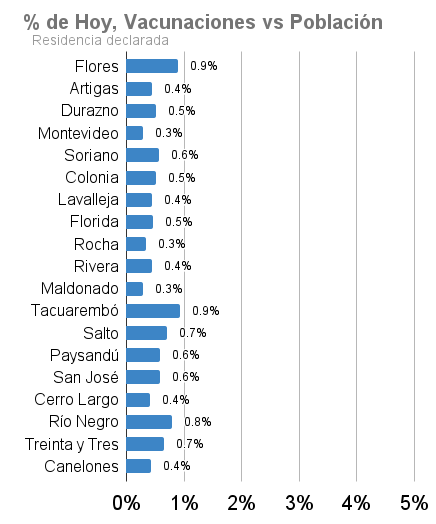 % de Hoy, Vacunaciones vs Población
Residencia declarada
Flores 0.9%
Artigas 0.4%
Durazno 0.5%
Montevideo 0.3%
Soriano 0.6%
Colonia 0.5%
Lavalleja 0.4%
Florida 0.5%
Rocha 0.3%
Rivera 0.4%
Maldonado 0.3%
Tacuarembó 0.9%
Salto 0.7%
Paysandú 0.6%
San José 0.6%
Cerro Largo 0.4%
Río Negro 0.8%
Treinta y Tres 0.7%
Canelones 0.4%
0% 1% 2% 3% 4% 5%